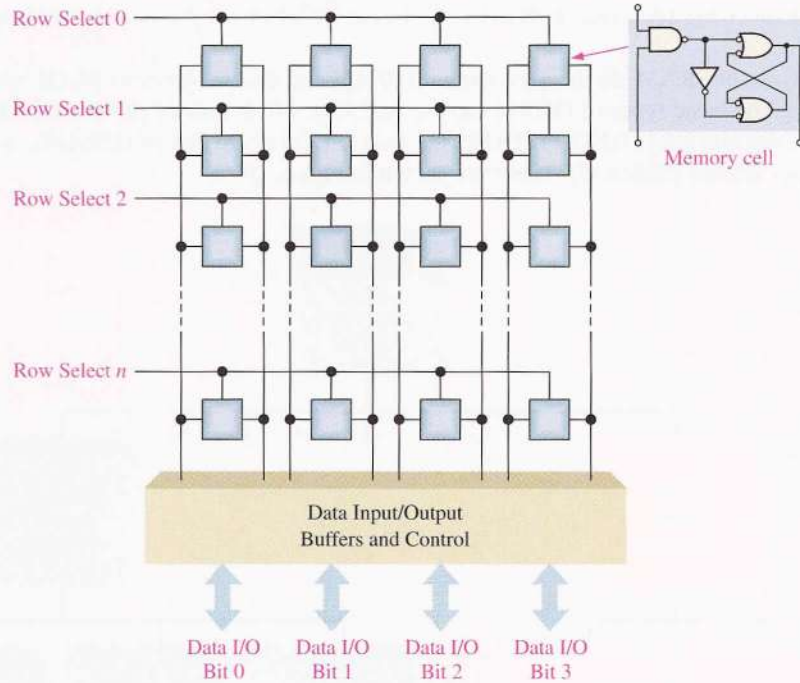 Row Select 0
Row Select 1
Memory cell
Row Select 2
Row Select n
Data Input/Output
Buffers and Control
Data I/O Data I/O Data I/O Data I/O
Bit 0 Bit 1 Bit 2 Bit 3